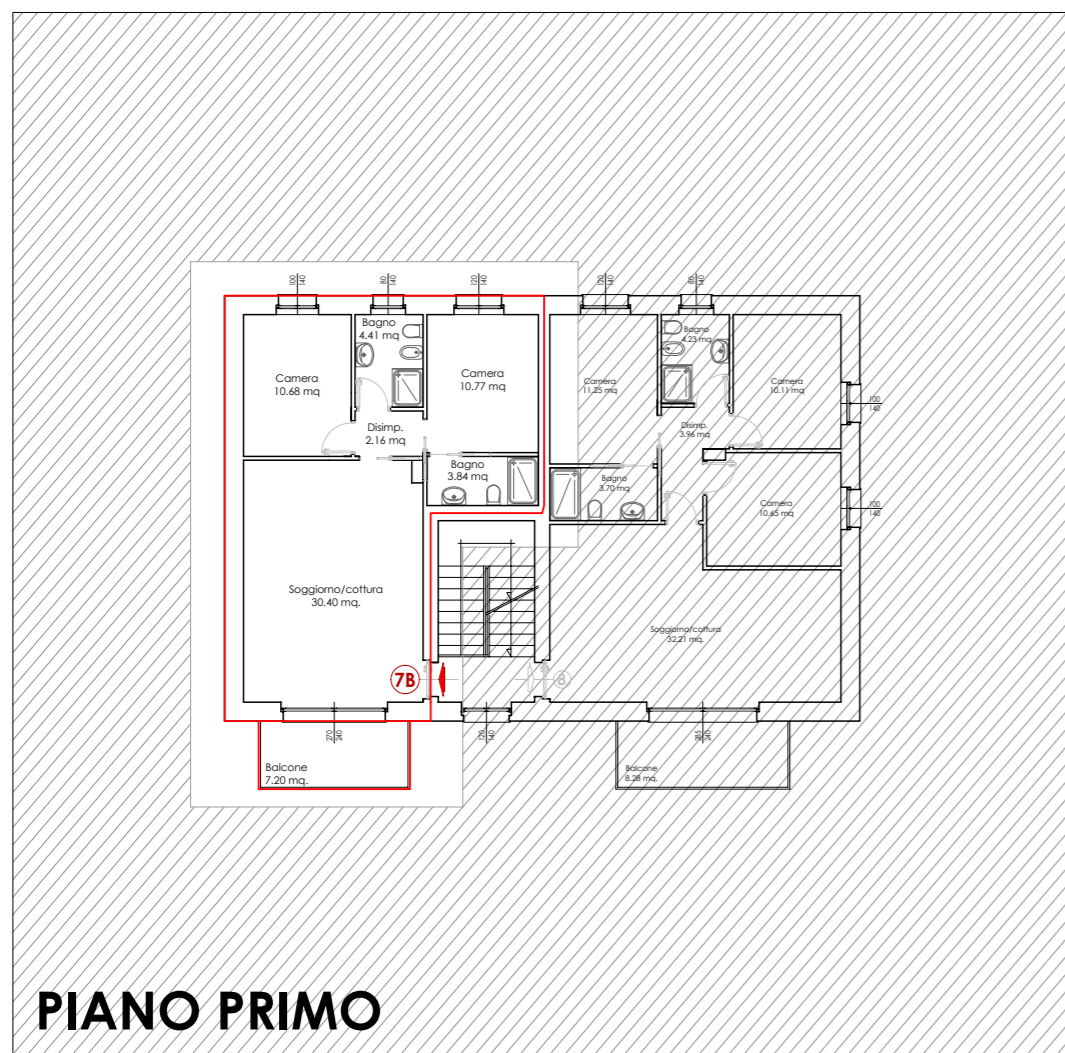 100
140
80
140
120
140
120
140
80
140
Bagno
4.41 mq
Camera
10.68 mq
Camera
10.77 mq
Disimp.
2.16 mq
Bagno
3.84 mq
Soggiorno/cottura
30.40 mq.
7B
270
240
Balcone
7.20 mq.
120
140
Camera
11.25 mq
Bagno
4.23 mq
Camera
10.11 mq
100
140
Disimp.
3.96 mq
Bagno
3.70 mq
Camera
10.65 mq
100
140
Soggiorno/cottura
32.21 mq.
8
285
240
Balcone
8.28 mq.
PIANO PRIMO